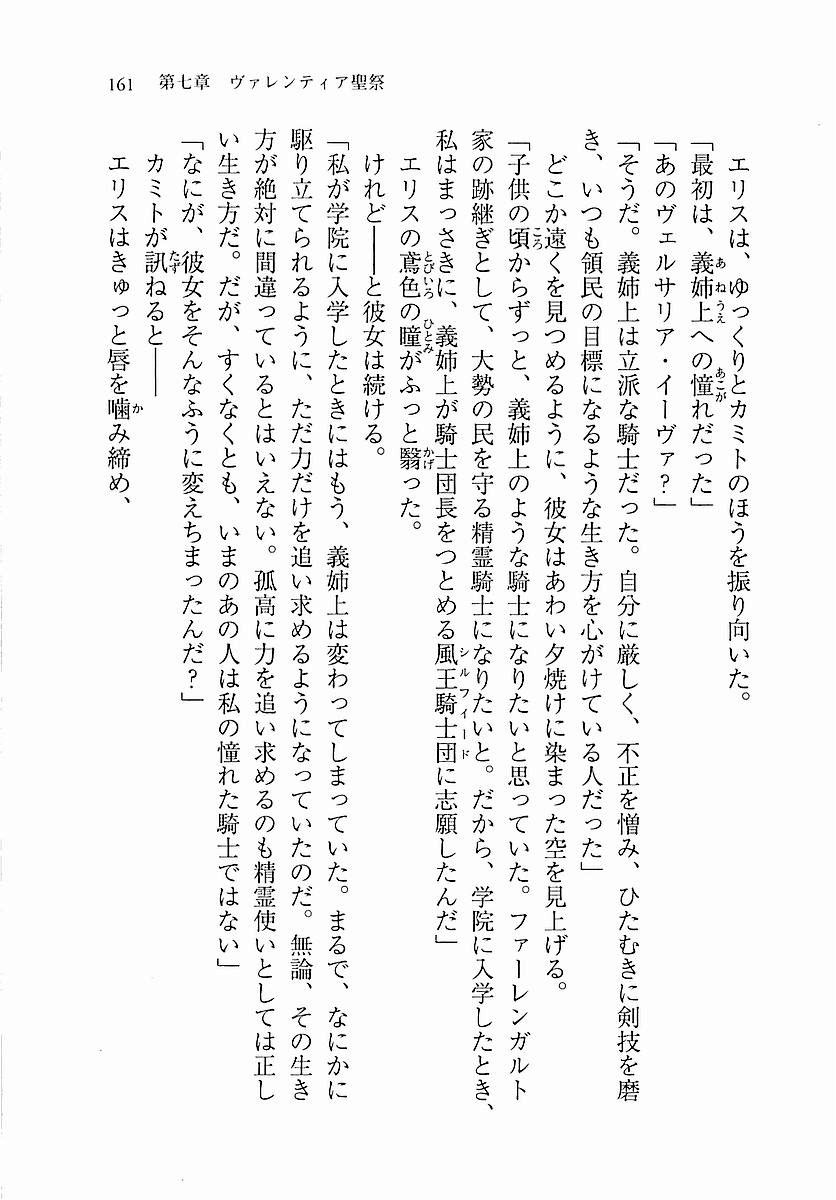 161　第七章　ヴァレンティア聖祭
　エリスは、ゆっくりとカミトのほうを振り向いた。
「最初は、義姉上への憧れだった」
「あのヴェルサリア・イーヴァ？」
「そうだ。義姉上は立派な騎士だった。自分に厳しく、不正を憎み、ひたむきに剣技を磨
き、いつも領民の目標になるような生き方を心がけている人だった」
　どこか遠くを見つめるように、彼女はあわい夕焼けに染まった空を見上げる。
「子供の頃からずっと、義姉上のような騎士になりたいと思っていた。ファーレンガルト
家の跡継ぎとして、大勢の民を守る精霊騎士になりたいと。だから、学院に入学したとき、
私はまっさきに、義姉上が騎士団長をつとめる風王騎士団に志願したんだ」
　エリスの鳶色の瞳がふっと翳った。
　けれど――と彼女は続ける。
「私が学院に入学したときにはもう、義姉上は変わってしまっていた。まるで、なにかに
駆り立てられるように、ただ力だけを追い求めるようになっていたのだ。無論、その生き
方が絶対に間違っているとはいえない。孤高に力を追い求めるのも精霊使いとしては正し
い生き方だ。だが、すくなくとも、いまのあの人は私の憧れた騎士ではない」
「なにが、彼女をそんなふうに変えちまったんだ？」
　カミトが訊ねると――
　エリスはきゅっと唇を噛み締め、